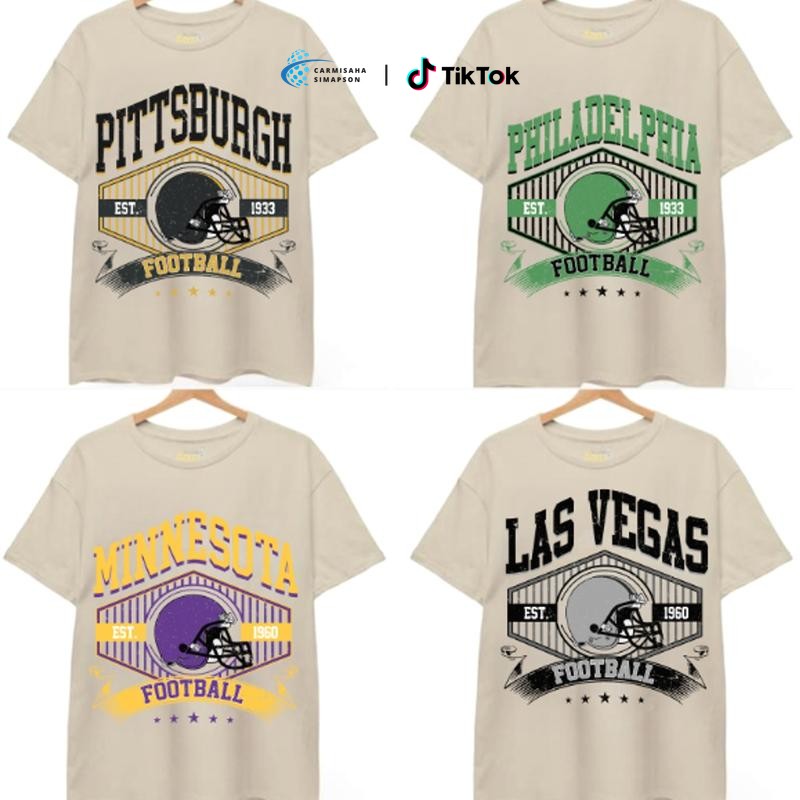 CARMISAHA
SIMAPSON
|
TikTok
PITTSBURGH
EST. 1933
FOOTBALL
PHILADELPHIA
EST. 1933
FOOTBALL
MINNESOTA
EST. 1960
FOOTBALL
LAS VEGAS
EST. 1960
FOOTBALL